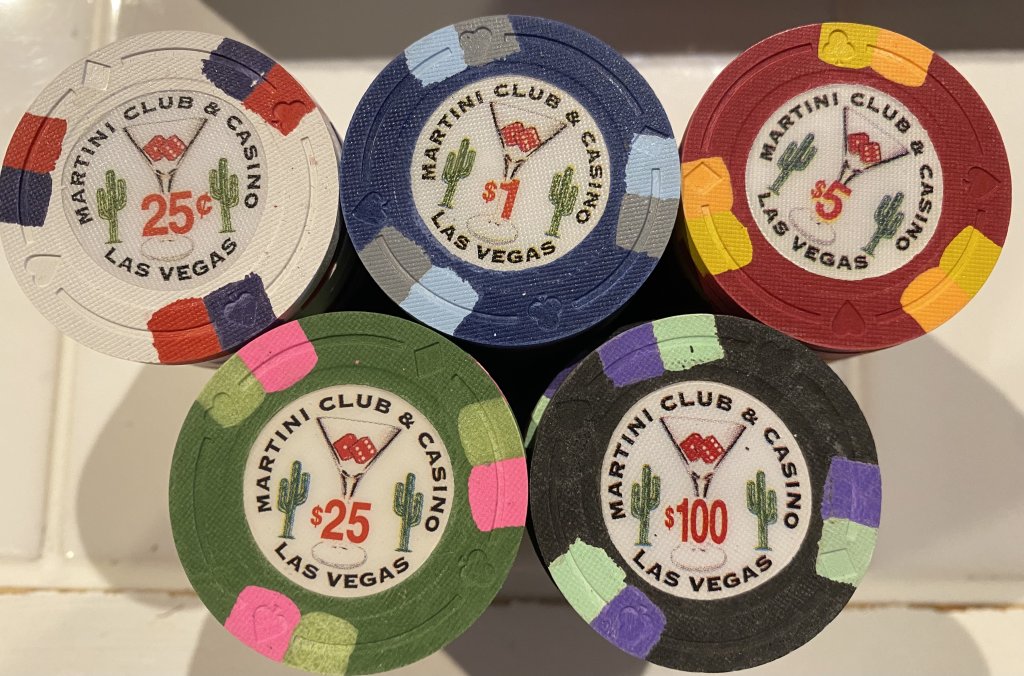 MARTINI CLUB & CASINO
25¢
LAS VEGAS
MARTINI CLUB & CASINO
$1
LAS VEGAS
MARTINI CLUB & CASINO
$5
LAS VEGAS
MARTINI CLUB & CASINO
$25
LAS VEGAS
MARTINI CLUB & CASINO
$100
LAS VEGAS